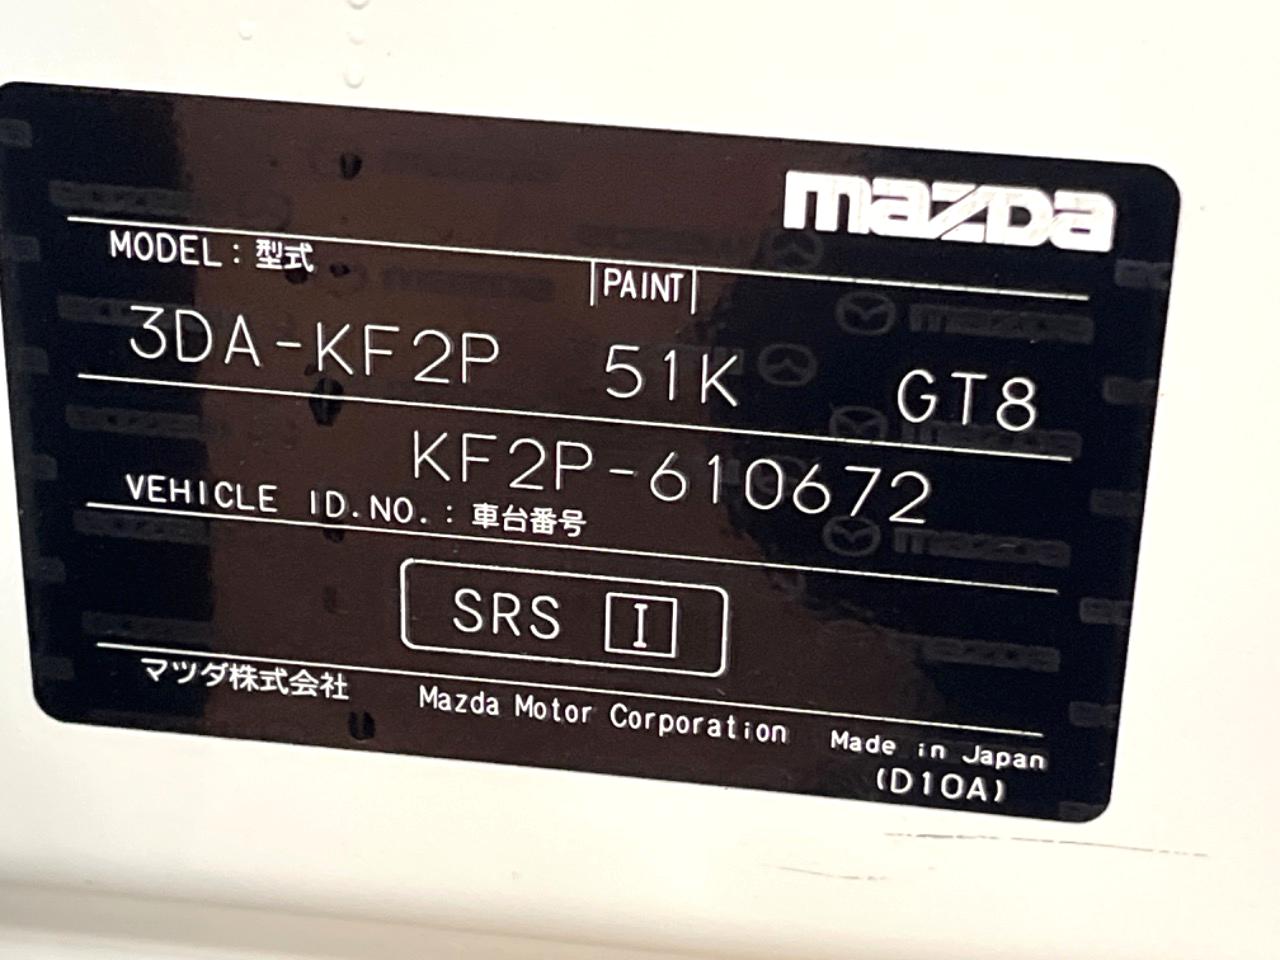 mazda
MODEL : 型式
PAINT
3DA-KF2P 51K GT8
KF2P-610672
VEHICLE ID.NO. : 車台番号
SRS I
マツダ株式会社 Mazda Motor Corporation Made in Japan
(D10A)